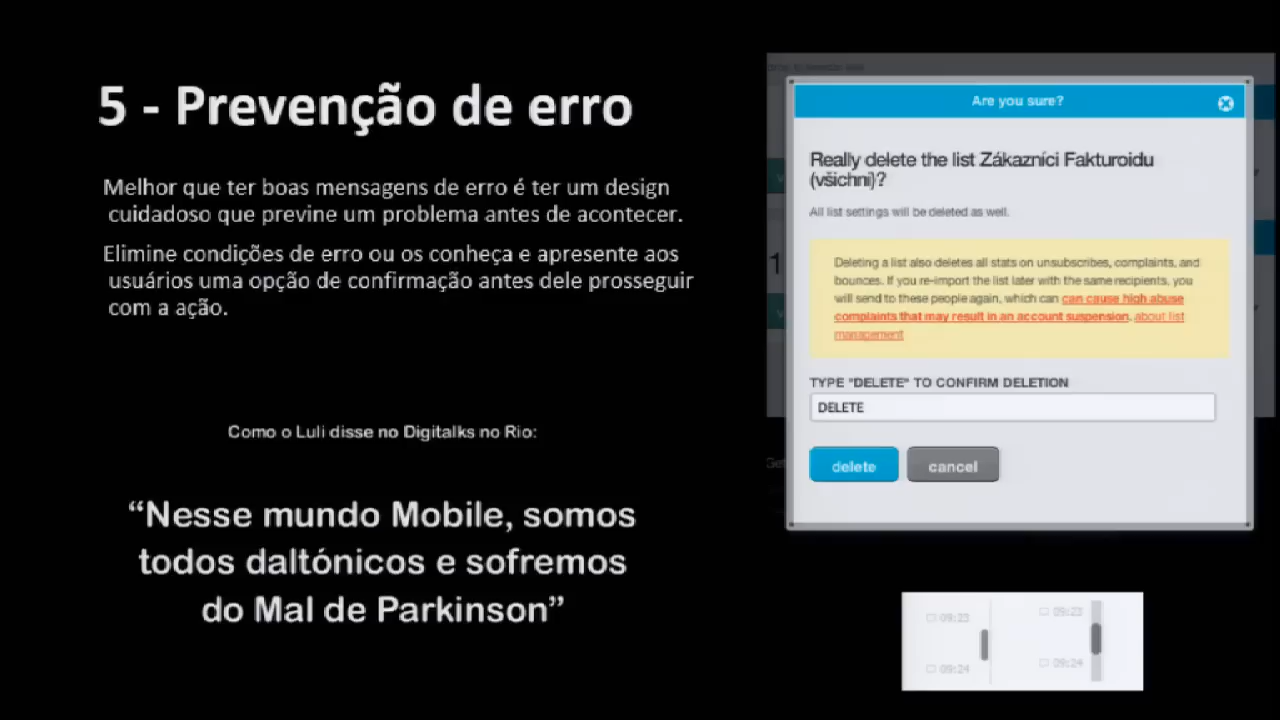 5 - Prevenção de erro
Melhor que ter boas mensagens de erro é ter um design
cuidadoso que previne um problema antes de acontecer.
Elimine condições de erro ou os conheça e apresente aos
usuários uma opção de confirmação antes dele prosseguir
com a ação.
Como o Luli disse no Digitalks no Rio:
“Nesse mundo Mobile, somos
todos daltónicos e sofremos
do Mal de Parkinson”
Are you sure?
Really delete the list Zákazníci Fakturoidu
(všichni)?
All list settings will be deleted as well.
Deleting a list also deletes all stats on unsubscribes, complaints, and
bounces. If you re-import the list later with the same recipients, you
will send to these people again, which can can cause high abuse
complaints that may result in an account suspension, about list
management
TYPE "DELETE" TO CONFIRM DELETION
DELETE
delete cancel
1
09:23 09:23
09:24 09:24